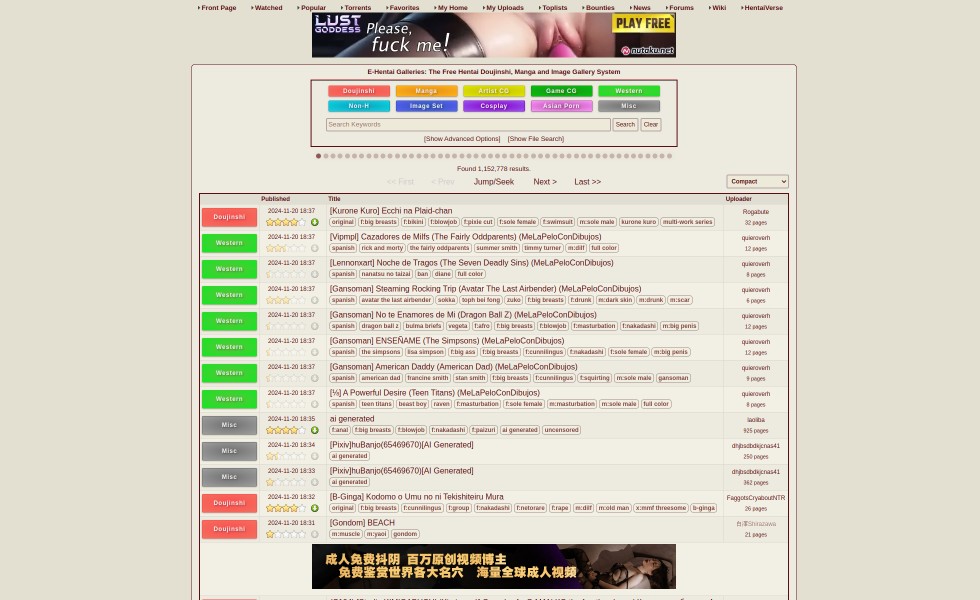 Front Page Watched Popular Torrents Favorites My Home My Uploads Toplists Bounties News Forums Wiki HentaiVerse
LUST GODDESS Please, fuck me! PLAY FREE nutaku.net
E-Hentai Galleries: The Free Hentai Doujinshi, Manga and Image Gallery System
Doujinshi Manga Artist CG Game CG Western
Non-H Image Set Cosplay Asian Porn Misc
Search Keywords Search Clear
[Show Advanced Options] [Show File Search]
Found 1,152,778 results.
<< First < Prev Jump/Seek Next > Last >> Compact
Published Title Uploader
Doujinshi 2024-11-20 18:37 [Kurone Kuro] Ecchi na Plaid-chan Rogabute
original f:big breasts f:bikini f:blowjob f:pixie cut f:sole female f:swimsuit m:sole male kurone kuro multi-work series 32 pages
Western 2024-11-20 18:37 [Vipmpl] Cazadores de Milfs (The Fairly Oddparents) (MeLaPeloConDibujos) quieroverh
spanish rick and morty the fairly oddparents summer smith timmy turner m:dilf full color 12 pages
Western 2024-11-20 18:37 [Lennonxart] Noche de Tragos (The Seven Deadly Sins) (MeLaPeloConDibujos) quieroverh
spanish nanatsu no taizai ban diane full color 8 pages
Western 2024-11-20 18:37 [Gansoman] Steaming Rocking Trip (Avatar The Last Airbender) (MeLaPeloConDibujos) quieroverh
spanish avatar the last airbender sokka toph bei fong zuko f:big breasts f:drunk m:dark skin m:drunk m:scar 6 pages
Western 2024-11-20 18:37 [Gansoman] No te Enamores de Mi (Dragon Ball Z) (MeLaPeloConDibujos) quieroverh
spanish dragon ball z bulma briefs vegeta f:afro f:big breasts f:blowjob f:masturbation f:nakadashi m:big penis 12 pages
Western 2024-11-20 18:37 [Gansoman] ENSEÑAME (The Simpsons) (MeLaPeloConDibujos) quieroverh
spanish the simpsons lisa simpson f:big ass f:big breasts f:cunnilingus f:nakadashi f:sole female m:big penis 12 pages
Western 2024-11-20 18:37 [Gansoman] American Daddy (American Dad) (MeLaPeloConDibujos) quieroverh
spanish american dad francine smith stan smith f:big breasts f:cunnilingus f:squirting m:sole male gansoman 9 pages
Western 2024-11-20 18:37 A Powerful Desire (Teen Titans) (MeLaPeloConDibujos) quieroverh
spanish teen titans beast boy raven f:masturbation f:sole female m:masturbation m:sole male full color 8 pages
Misc 2024-11-20 18:35 ai generated laoliba
f:anal f:big breasts f:blowjob f:nakadashi f:paizuri ai generated uncensored 925 pages
Misc 2024-11-20 18:34 [Pixiv]huBanjo(65469670)[AI Generated] dhjbsdbdkjcnas41
ai generated 250 pages
Misc 2024-11-20 18:33 [Pixiv]huBanjo(65469670)[AI Generated] dhjbsdbdkjcnas41
ai generated 362 pages
Doujinshi 2024-11-20 18:32 [B-Ginga] Kodomo o Umu no ni Tekishiteiru Mura FaggotsCryaboutNTR
original f:big breasts f:cunnilingus f:group f:nakadashi f:netorare f:rape m:dilf m:old man x:mmf threesome b-ginga 26 pages
Doujinshi 2024-11-20 18:31 [Gondom] BEACH 白澤Shirazawa
m:muscle m:yaoi gondom 21 pages
成人免费抖阴 百万原创视频博主
免费鉴赏世界各大名穴 海量全球成人视频